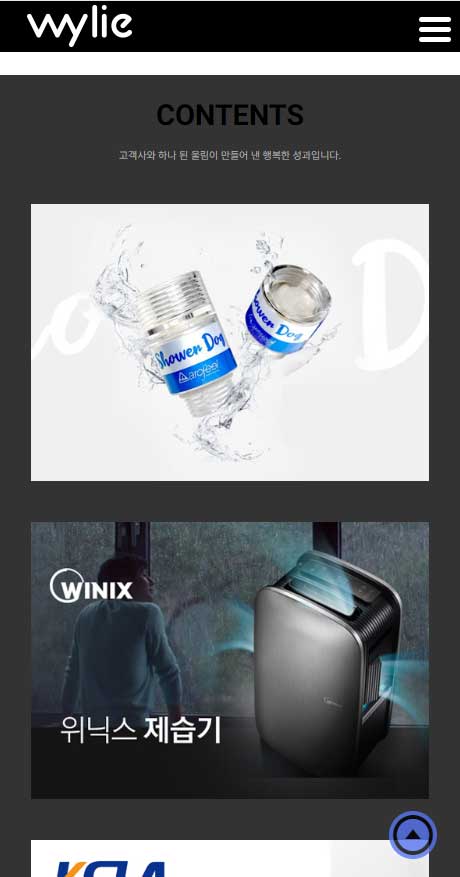 wylie
CONTENTS
고객사와 하나 된 울림이 만들어 낸 행복한 성과입니다.
Shower Dog
arofeel
Shower Dog
WINIX
위닉스 제습기